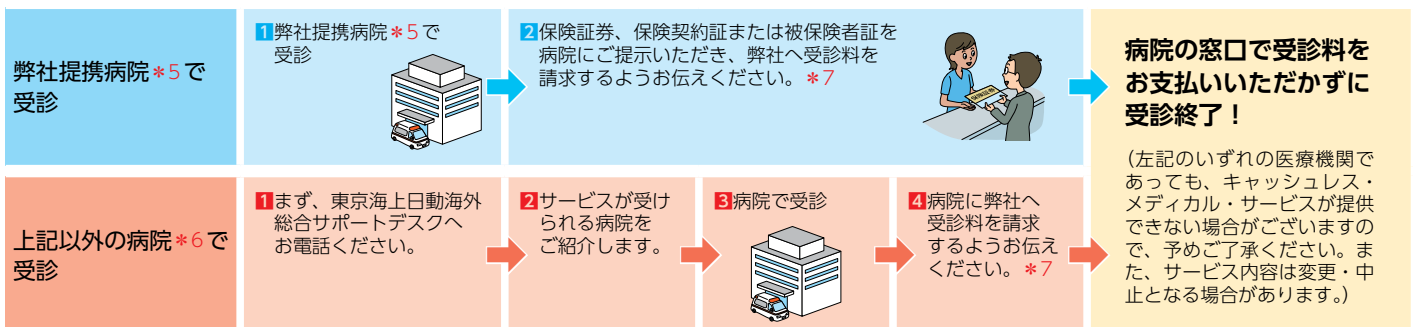 弊社提携病院＊5で
受診
1弊社提携病院＊5で
受診
2保険証券、保険契約証または被保険者証を
病院にご提示いただき、弊社へ受診料を
請求するようお伝えください。＊7
保険証券
病院の窓口で受診料を
お支払いいただかずに
受診終了！
（左記のいずれの医療機関で
あっても、キャッシュレス・
メディカル・サービスが提供
できない場合がございますの
で、予めご了承ください。ま
た、サービス内容は変更・中
止となる場合があります。）
上記以外の病院＊6で
受診
1まず、東京海上日動海外
総合サポートデスクへ
お電話ください。
2サービスが受け
られる病院を
ご紹介します。
3病院で受診
4病院に弊社へ
受診料を請求
するようお伝え
ください。＊7